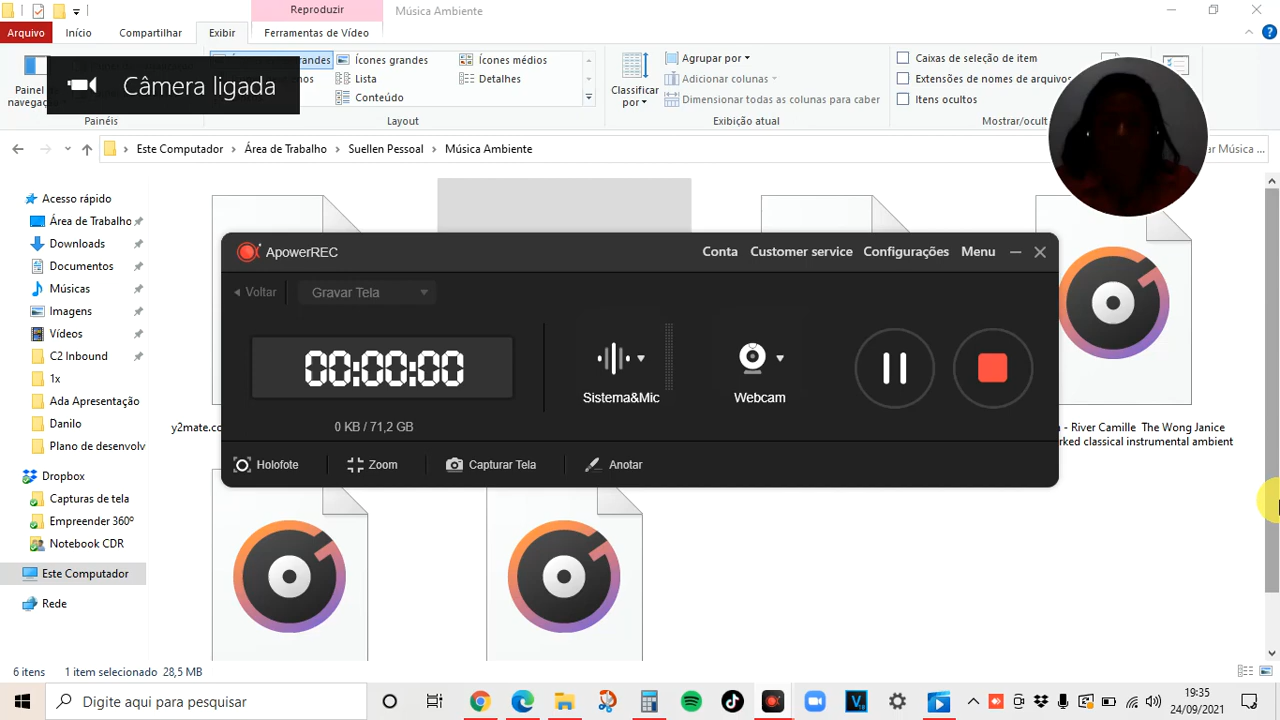 Reproduzir
Música Ambiente
Arquivo
Início
Compartilhar
Exibir
Ferramentas de Vídeo
Câmera ligada
Painel
Ícones grandes
Lista
Conteúdo
Ícones médios
Detalhes
Classificar
por
Agrupar por
Adicionar colunas
Dimensionar todas as colunas para caber
Caixas de seleção de item
Extensões de nomes de arquivos
Itens ocultos
Painéis
Layout
Exibição atual
Mostrar/ocult
Este Computador
Área de Trabalho
Suellen Pessoal
Música Ambiente
Música ...
Acesso rápido
Área de Trabalho
Downloads
Documentos
Músicas
Imagens
Vídeos
C2 Inbound
1x
Ada Apresentação
Danilo
Plano de desenvolv
Dropbox
Capturas de tela
Empreender 360º
Notebook CDR
Este Computador
Rede
ApowerREC
Conta
Customer service
Configurações
Menu
Voltar
Gravar Tela
00:00:00
0 KB / 71,2 GB
Sistema&Mic
Webcam
Holofote
Zoom
Capturar Tela
Anotar
y2mate.co
- River Camille The Wong Janice
rked classical instrumental ambient
6 itens
1 item selecionado 28,5 MB
Digite aqui para pesquisar
19:35
24/09/2021